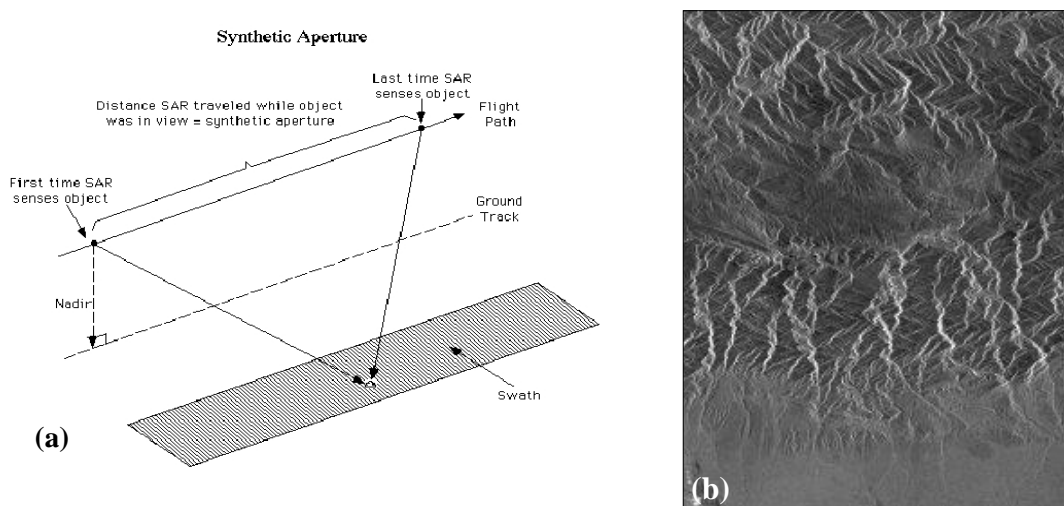 Synthetic Aperture
Last time SAR
senses object
Distance SAR traveled while object
was in view = synthetic aperture
Flight
Path
First time SAR
senses object
Ground
Track
Nadir
Swath
(a)
(b)